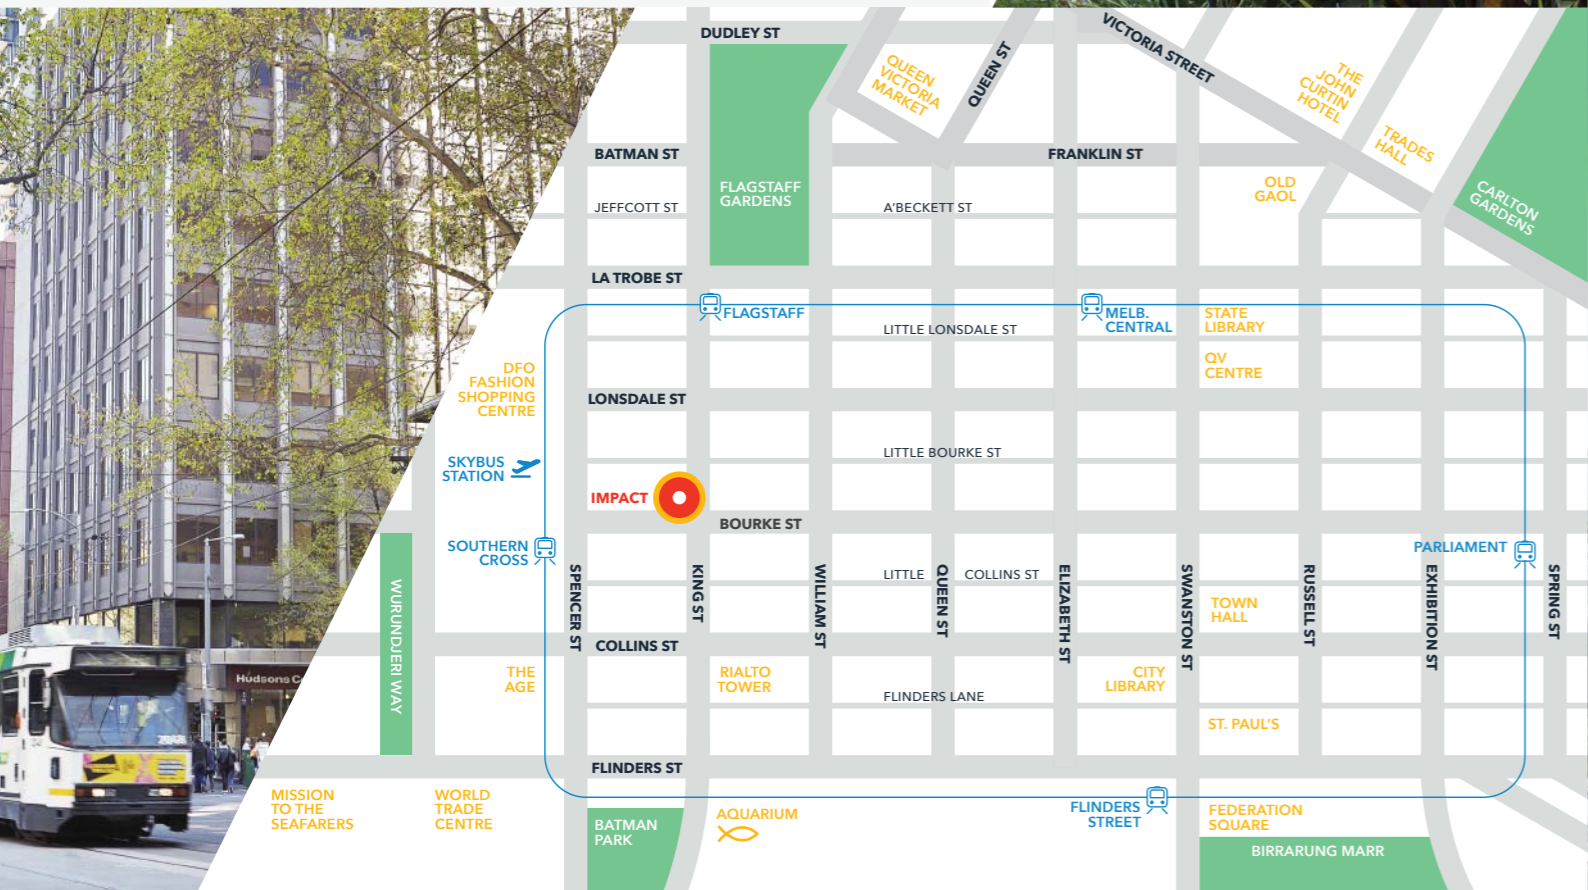 DUDLEY ST
VICTORIA STREET
QUEEN ST
QUEEN
VICTORIA
MARKET
THE
JOHN
CURTIN
HOTEL
TRADES
HALL
BATMAN ST
FRANKLIN ST
FLAGSTAFF
GARDENS
OLD
GAOL
CARLTON
GARDENS
JEFFCOTT ST
A'BECKETT ST
LA TROBE ST
FLAGSTAFF
MELB.
CENTRAL
STATE
LIBRARY
LITTLE LONSDALE ST
QV
CENTRE
DFO
FASHION
SHOPPING
CENTRE
LONSDALE ST
LITTLE BOURKE ST
SKYBUS
STATION
IMPACT
BOURKE ST
SOUTHERN
CROSS
PARLIAMENT
WURUNDJERI WAY
SPENCER ST
KING ST
WILLIAM ST
LITTLE
QUEEN ST
COLLINS ST
ELIZABETH ST
SWANSTON ST
RUSSELL ST
EXHIBITION ST
SPRING ST
TOWN
HALL
COLLINS ST
THE
AGE
RIALTO
TOWER
CITY
LIBRARY
FLINDERS LANE
ST. PAUL'S
Hudsons
FLINDERS ST
MISSION
TO THE
SEAFARERS
WORLD
TRADE
CENTRE
BATMAN
PARK
AQUARIUM
FLINDERS
STREET
FEDERATION
SQUARE
BIRRARUNG MARR